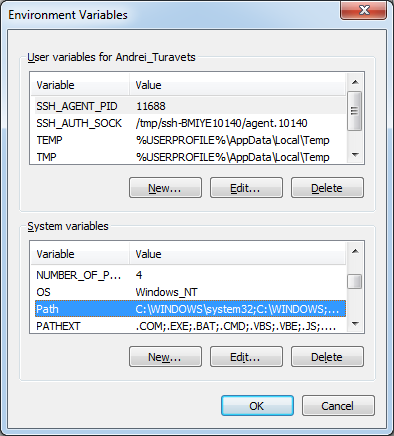 Environment Variables
User variables for Andrei_Turavets
Variable Value
SSH_AGENT_PID 11688
SSH_AUTH_SOCK /tmp/ssh-BMIYE10140/agent.10140
TEMP %USERPROFILE%\AppData\Local\Temp
TMP %USERPROFILE%\AppData\Local\Temp
New... Edit... Delete
System variables
Variable Value
NUMBER_OF_P... 4
OS Windows_NT
Path C:\WINDOWS\system32;C:\WINDOWS;...
PATHEXT .COM;.EXE;.BAT;.CMD;.VBS;.VBE;.JS;....
New... Edit... Delete
OK Cancel